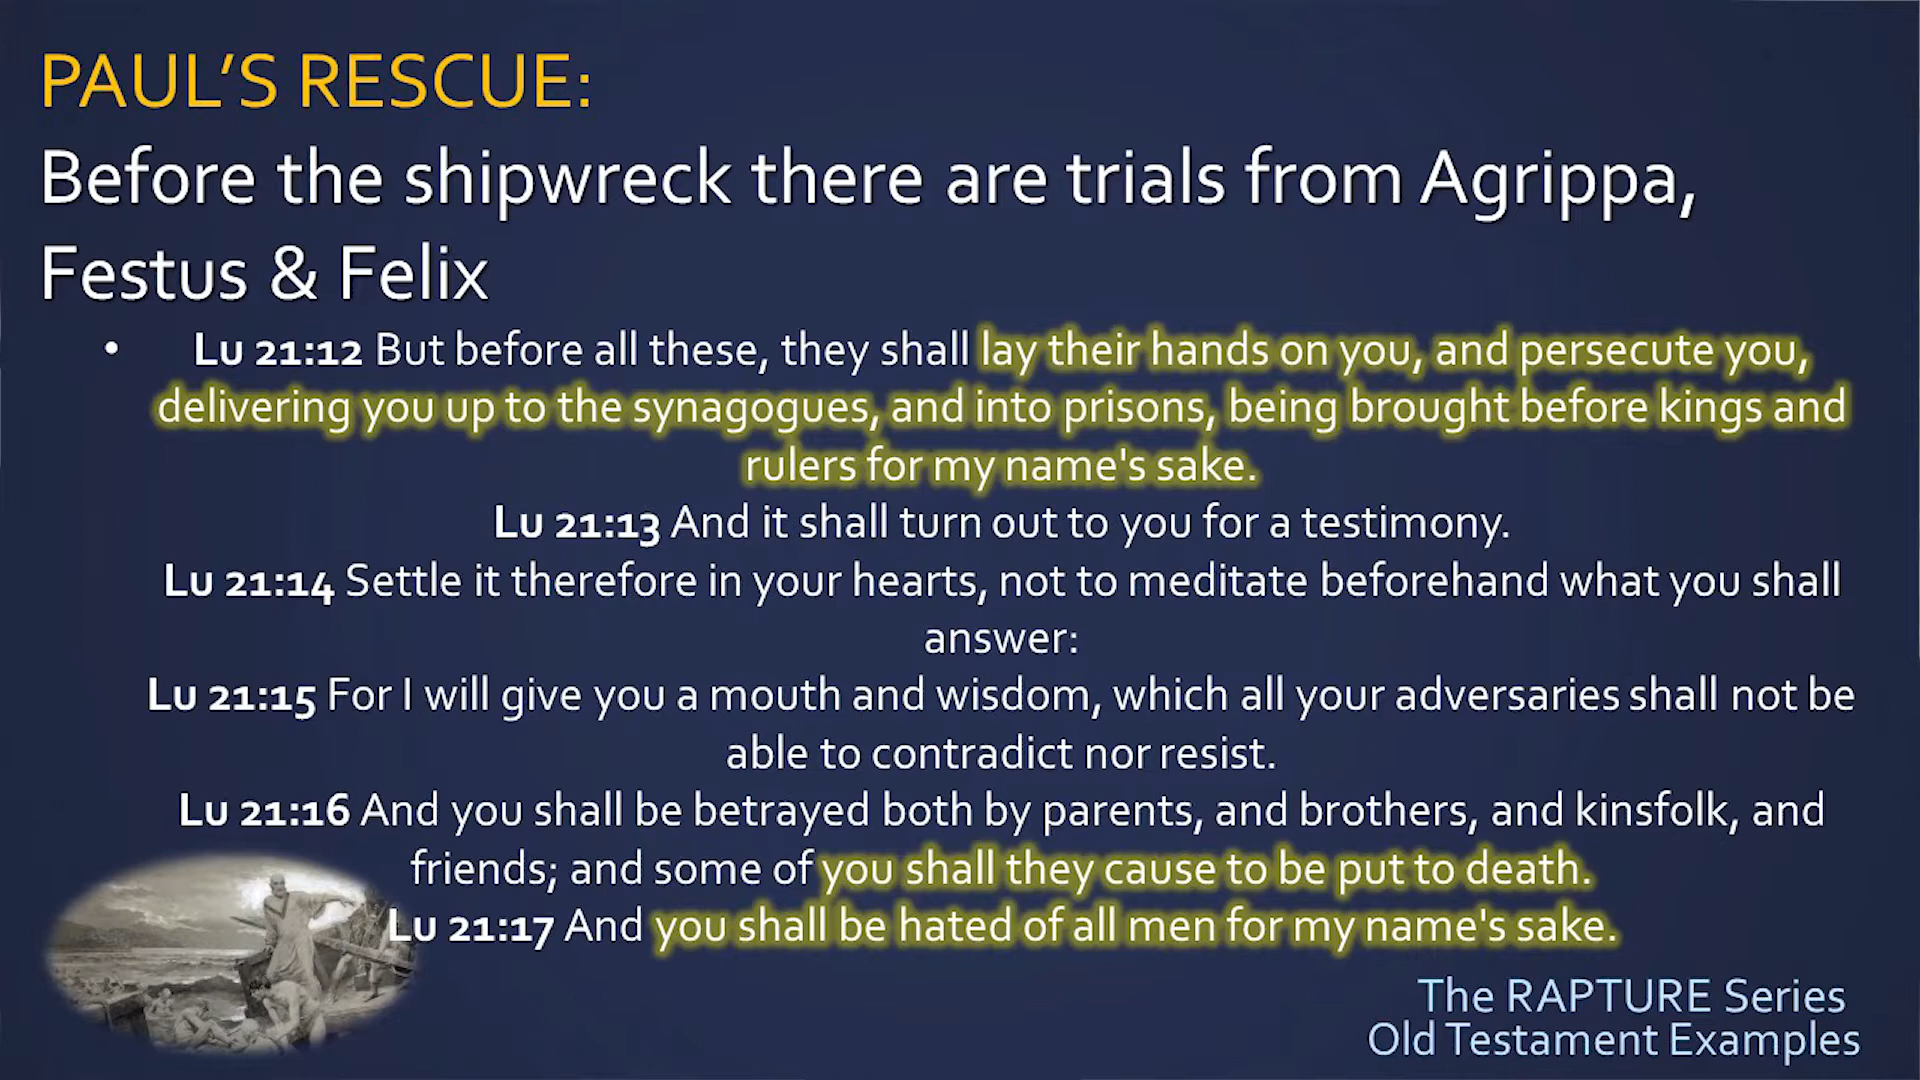 PAUL’S RESCUE:
Before the shipwreck there are trials from Agrippa,
Festus & Felix
• Lu 21:12 But before all these, they shall lay their hands on you, and persecute you,
delivering you up to the synagogues, and into prisons, being brought before kings and
rulers for my name's sake.
Lu 21:13 And it shall turn out to you for a testimony.
Lu 21:14 Settle it therefore in your hearts, not to meditate beforehand what you shall
answer:
Lu 21:15 For I will give you a mouth and wisdom, which all your adversaries shall not be
able to contradict nor resist.
Lu 21:16 And you shall be betrayed both by parents, and brothers, and kinsfolk, and
friends; and some of you shall they cause to be put to death.
Lu 21:17 And you shall be hated of all men for my name's sake.
The RAPTURE Series
Old Testament Examples